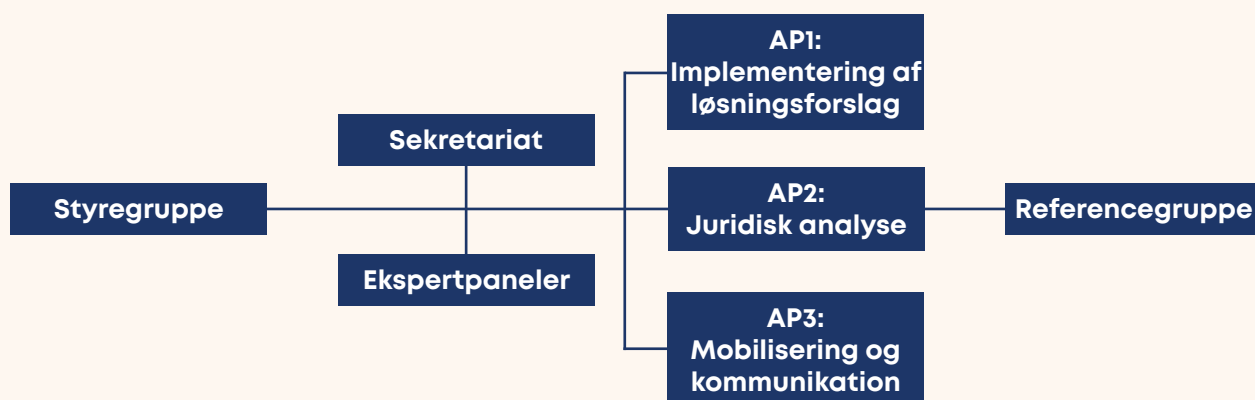 Styregruppe
Sekretariat
Ekspertpaneler
AP1:
Implementering af
løsningsforslag
AP2:
Juridisk analyse
AP3:
Mobilisering og
kommunikation
Referencegruppe